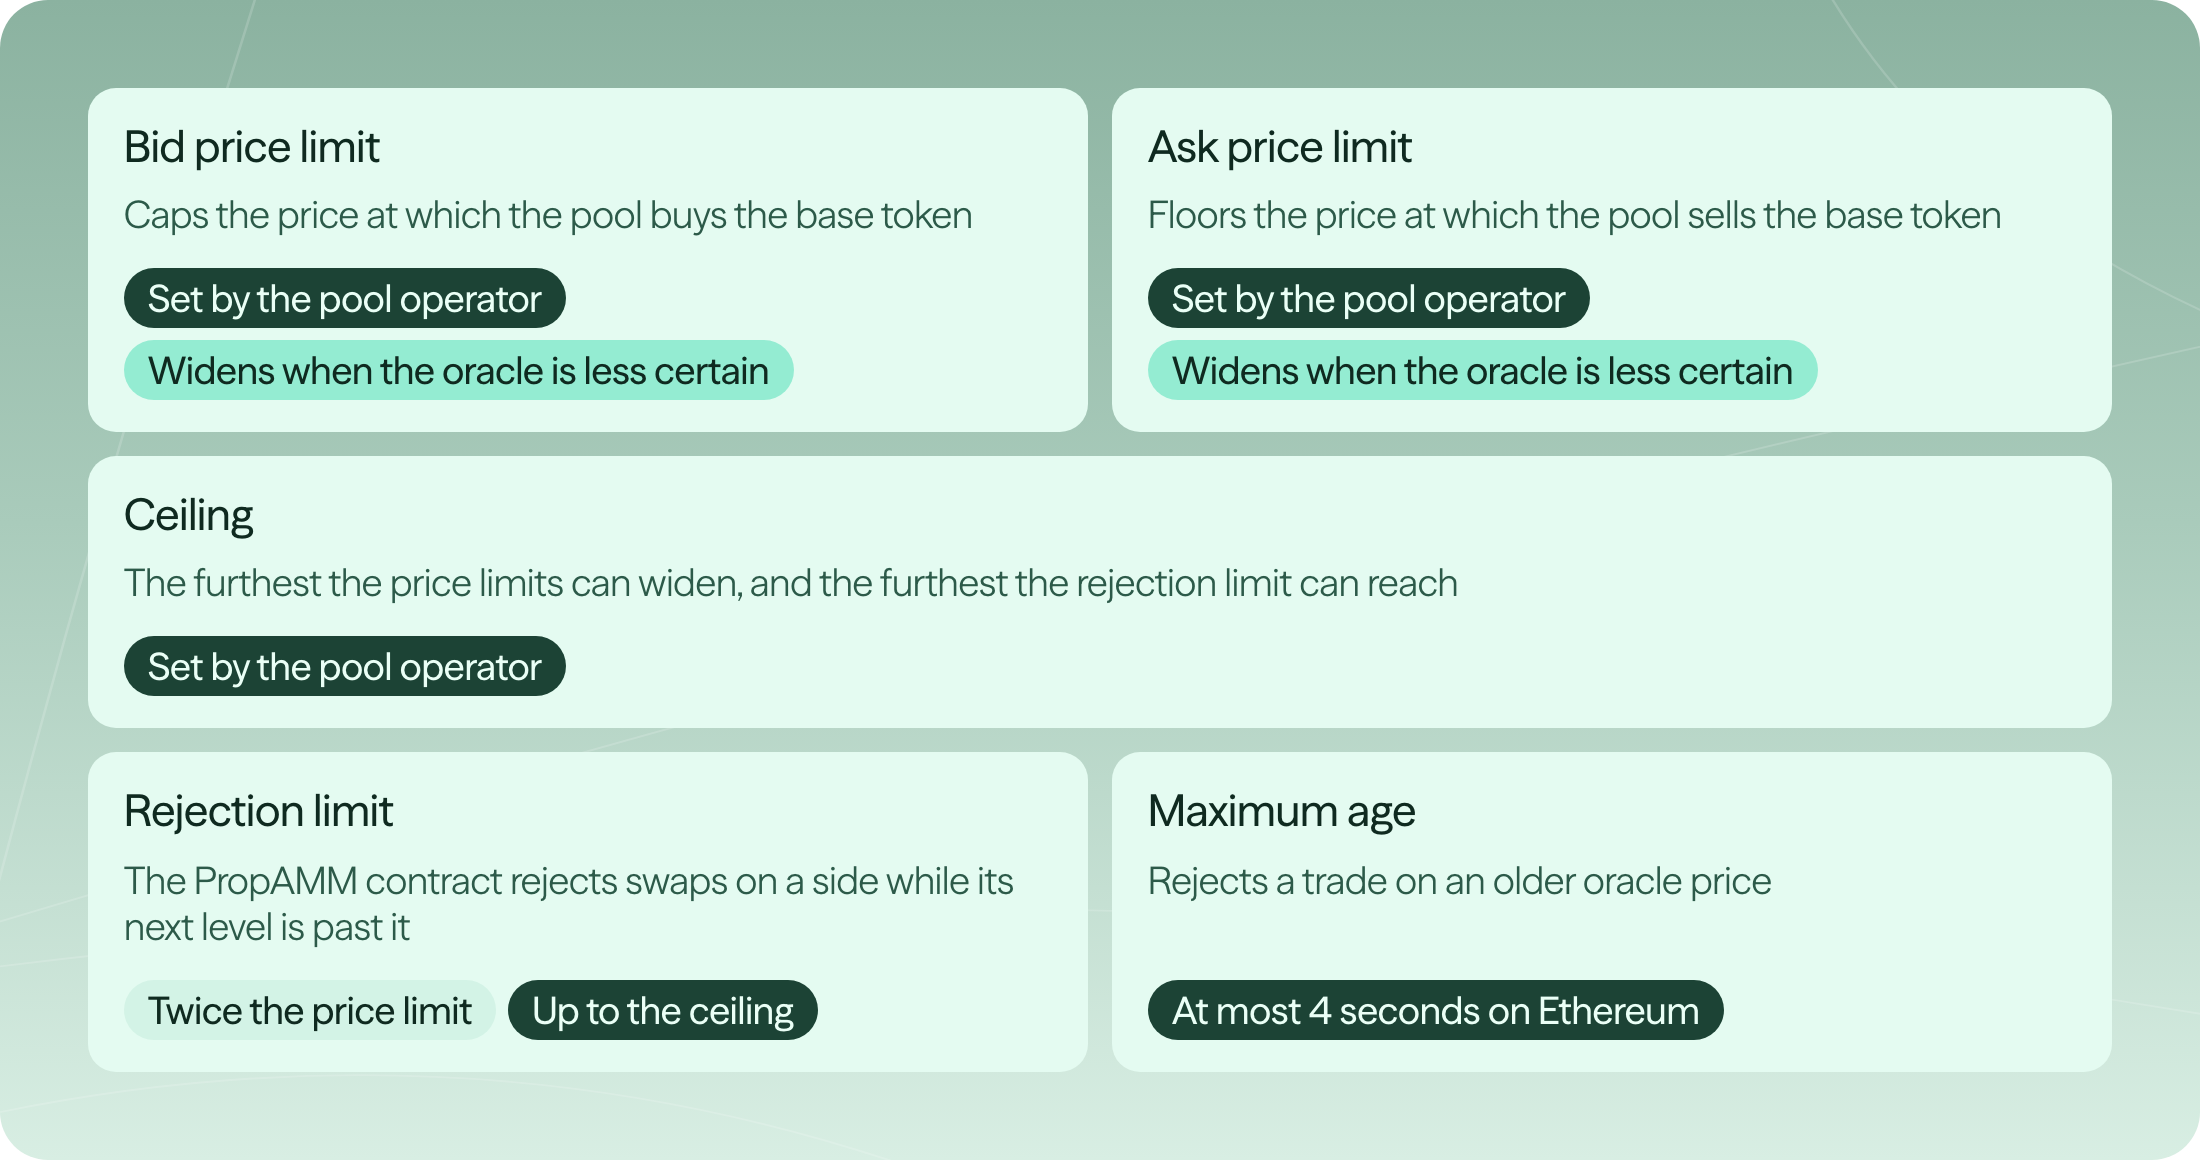 Bid price limit
Caps the price at which the pool buys the base token
Set by the pool operator
Widens when the oracle is less certain
Ask price limit
Floors the price at which the pool sells the base token
Set by the pool operator
Widens when the oracle is less certain
Ceiling
The furthest the price limits can widen, and the furthest the rejection limit can reach
Set by the pool operator
Rejection limit
The PropAMM contract rejects swaps on a side while its
next level is past it
Twice the price limit
Up to the ceiling
Maximum age
Rejects a trade on an older oracle price
At most 4 seconds on Ethereum